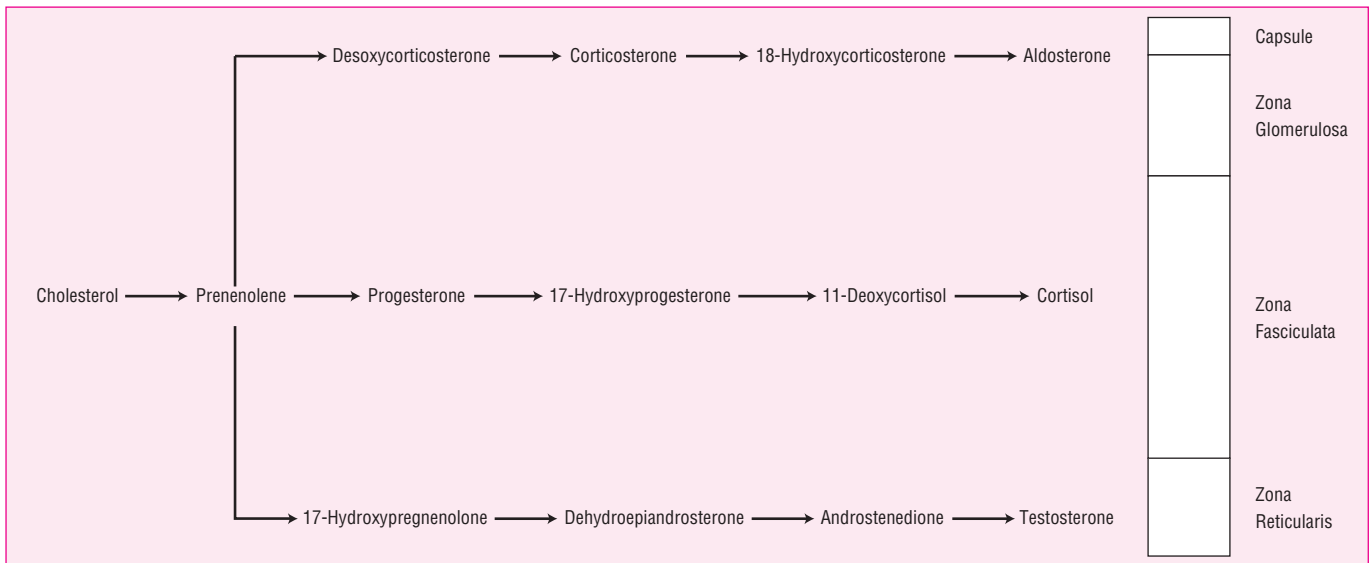 Desoxycorticosterone Corticosterone 18-Hydroxycorticosterone Aldosterone
Cholesterol Prenenolene Progesterone 17-Hydroxyprogesterone 11-Deoxycortisol Cortisol
17-Hydroxypregnenolone Dehydroepiandrosterone Androstenedione Testosterone
Capsule
Zona
Glomerulosa
Zona
Fasciculata
Zona
Reticularis